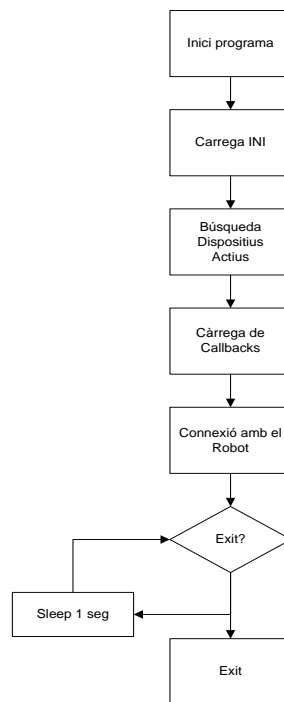 Inici programa
Carrega INI
Búsqueda
Dispositius
Actius
Càrrega de
Callbacks
Connexió amb el
Robot
Exit?
Sleep 1 seg
Exit